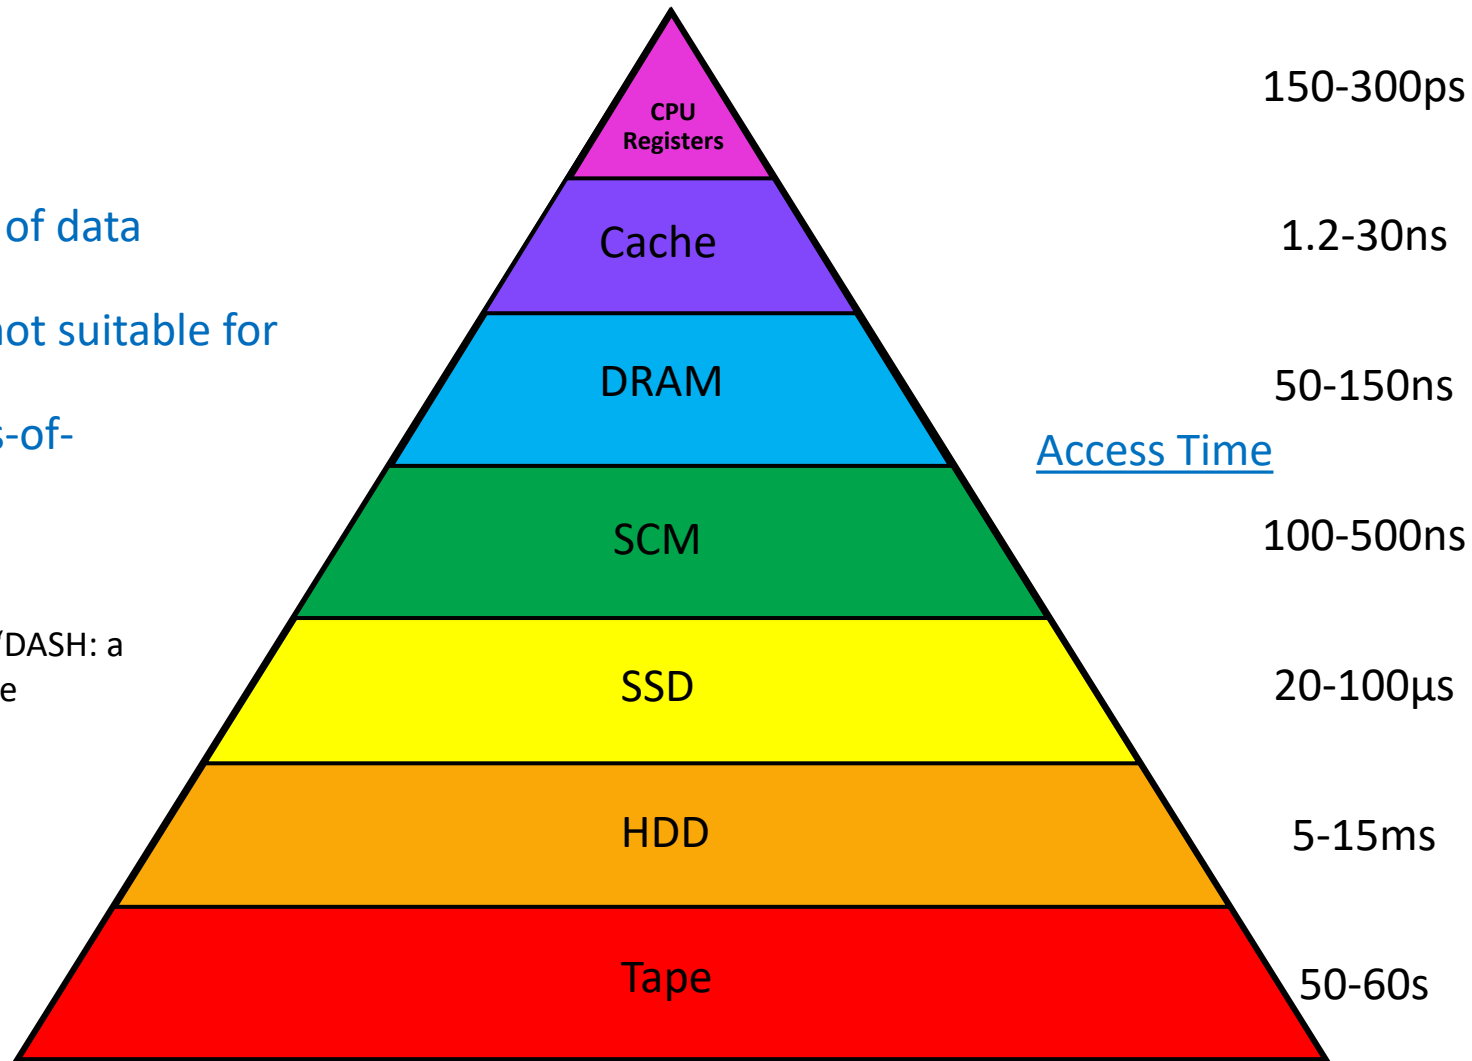 150-300ps
CPU
Registers
of data
Cache
1.2-30ns
not suitable for
DRAM
50-150ns
s-of-
Access Time
SCM
100-500ns
/DASH: a
e
SSD
20-100µs
HDD
5-15ms
Tape
50-60s